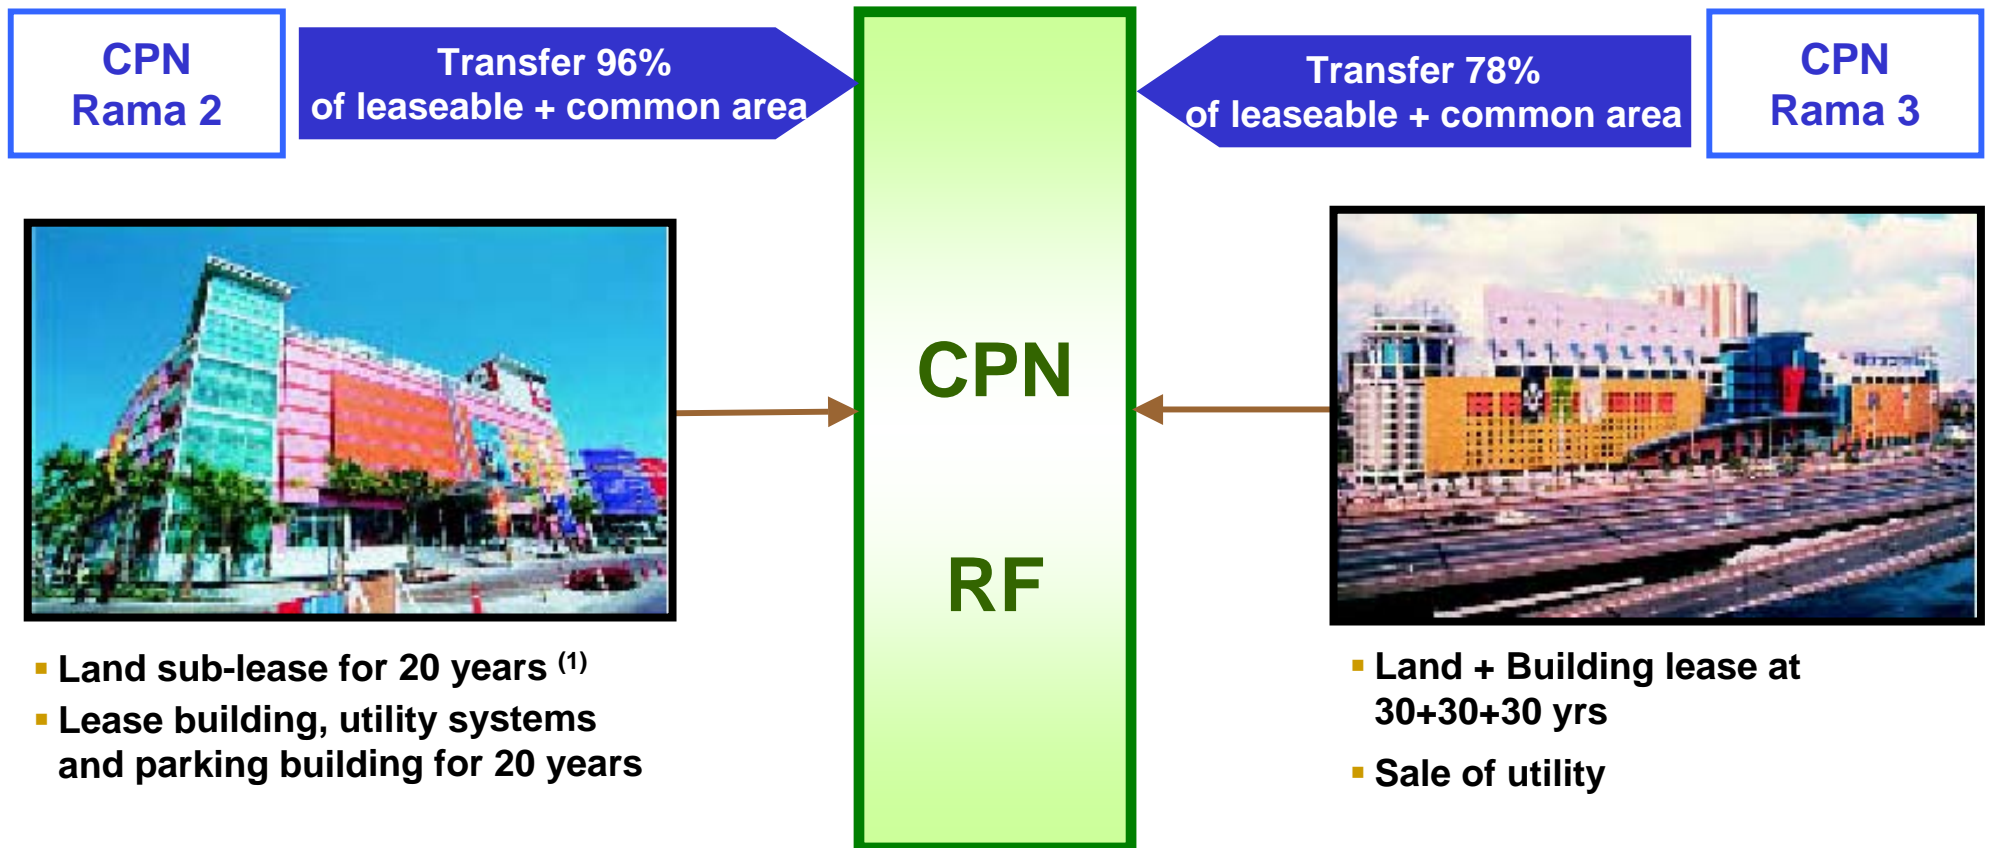 CPN
Rama 2
Transfer 96%
of leaseable + common area
Transfer 78%
of leaseable + common area
CPN
Rama 3
CPN
RF
▪ Land sub-lease for 20 years (1)
▪ Lease building, utility systems
and parking building for 20 years
▪ Land + Building lease at
30+30+30 yrs
▪ Sale of utility